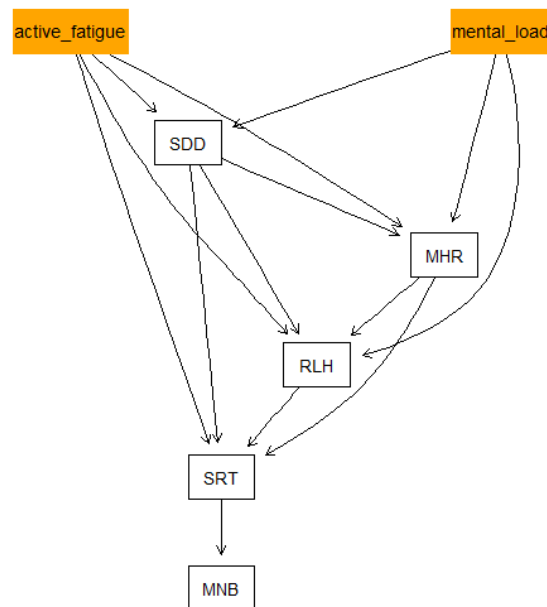 active_fatigue
mental_load
SDD
MHR
RLH
SRT
MNB